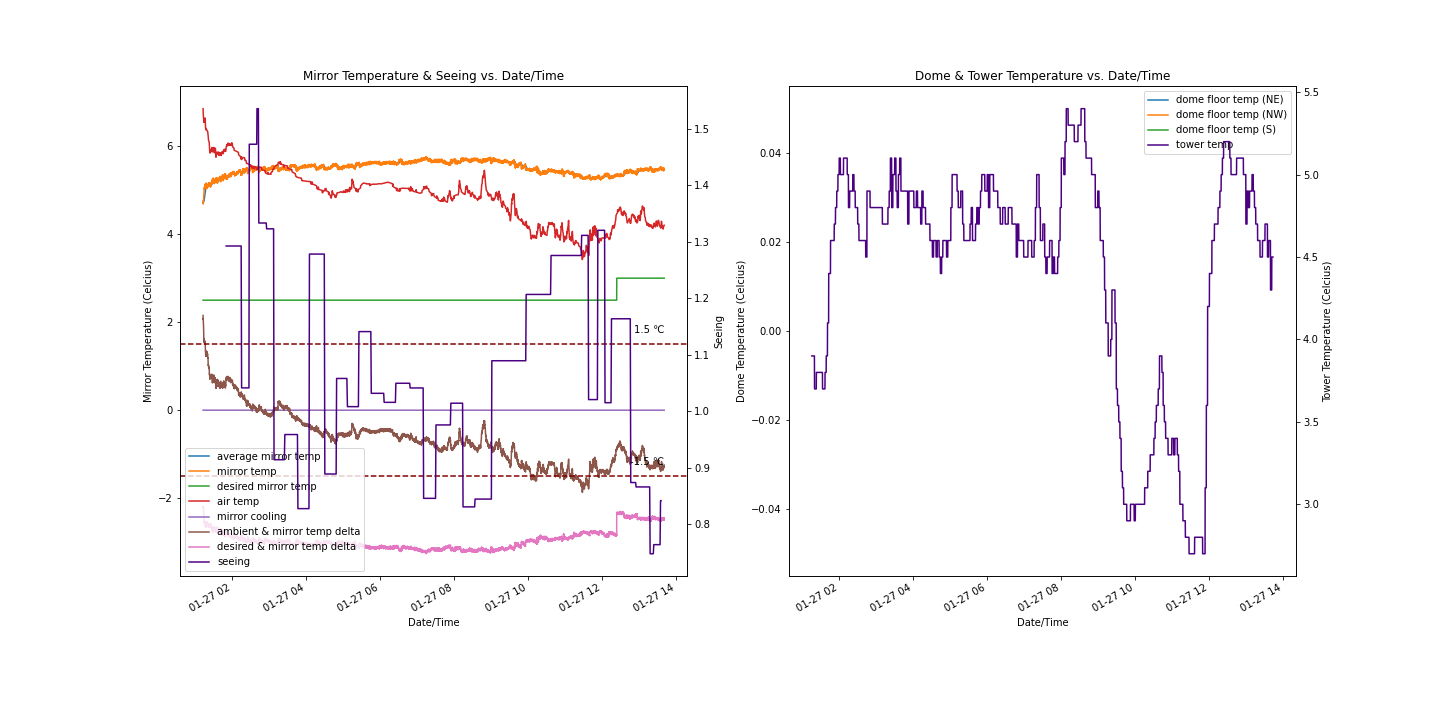 Mirror Temperature & Seeing vs. Date/Time
Mirror Temperature (Celcius)
6
4
2
0
−2
1.5
1.4
1.3
1.2
1.1
1.0
0.9
0.8
Seeing
1.5 °C
-1.5 °C
average mirror temp
mirror temp
desired mirror temp
air temp
mirror cooling
ambient & mirror temp delta
desired & mirror temp delta
seeing
01-27 02
01-27 04
01-27 06
01-27 08
01-27 10
01-27 12
01-27 14
Date/Time
Dome & Tower Temperature vs. Date/Time
Dome Temperature (Celcius)
0.04
0.02
0.00
−0.02
−0.04
dome floor temp (NE)
dome floor temp (NW)
dome floor temp (S)
tower temp
5.5
5.0
4.5
4.0
3.5
3.0
Tower Temperature (Celcius)
01-27 02
01-27 04
01-27 06
01-27 08
01-27 10
01-27 12
01-27 14
Date/Time